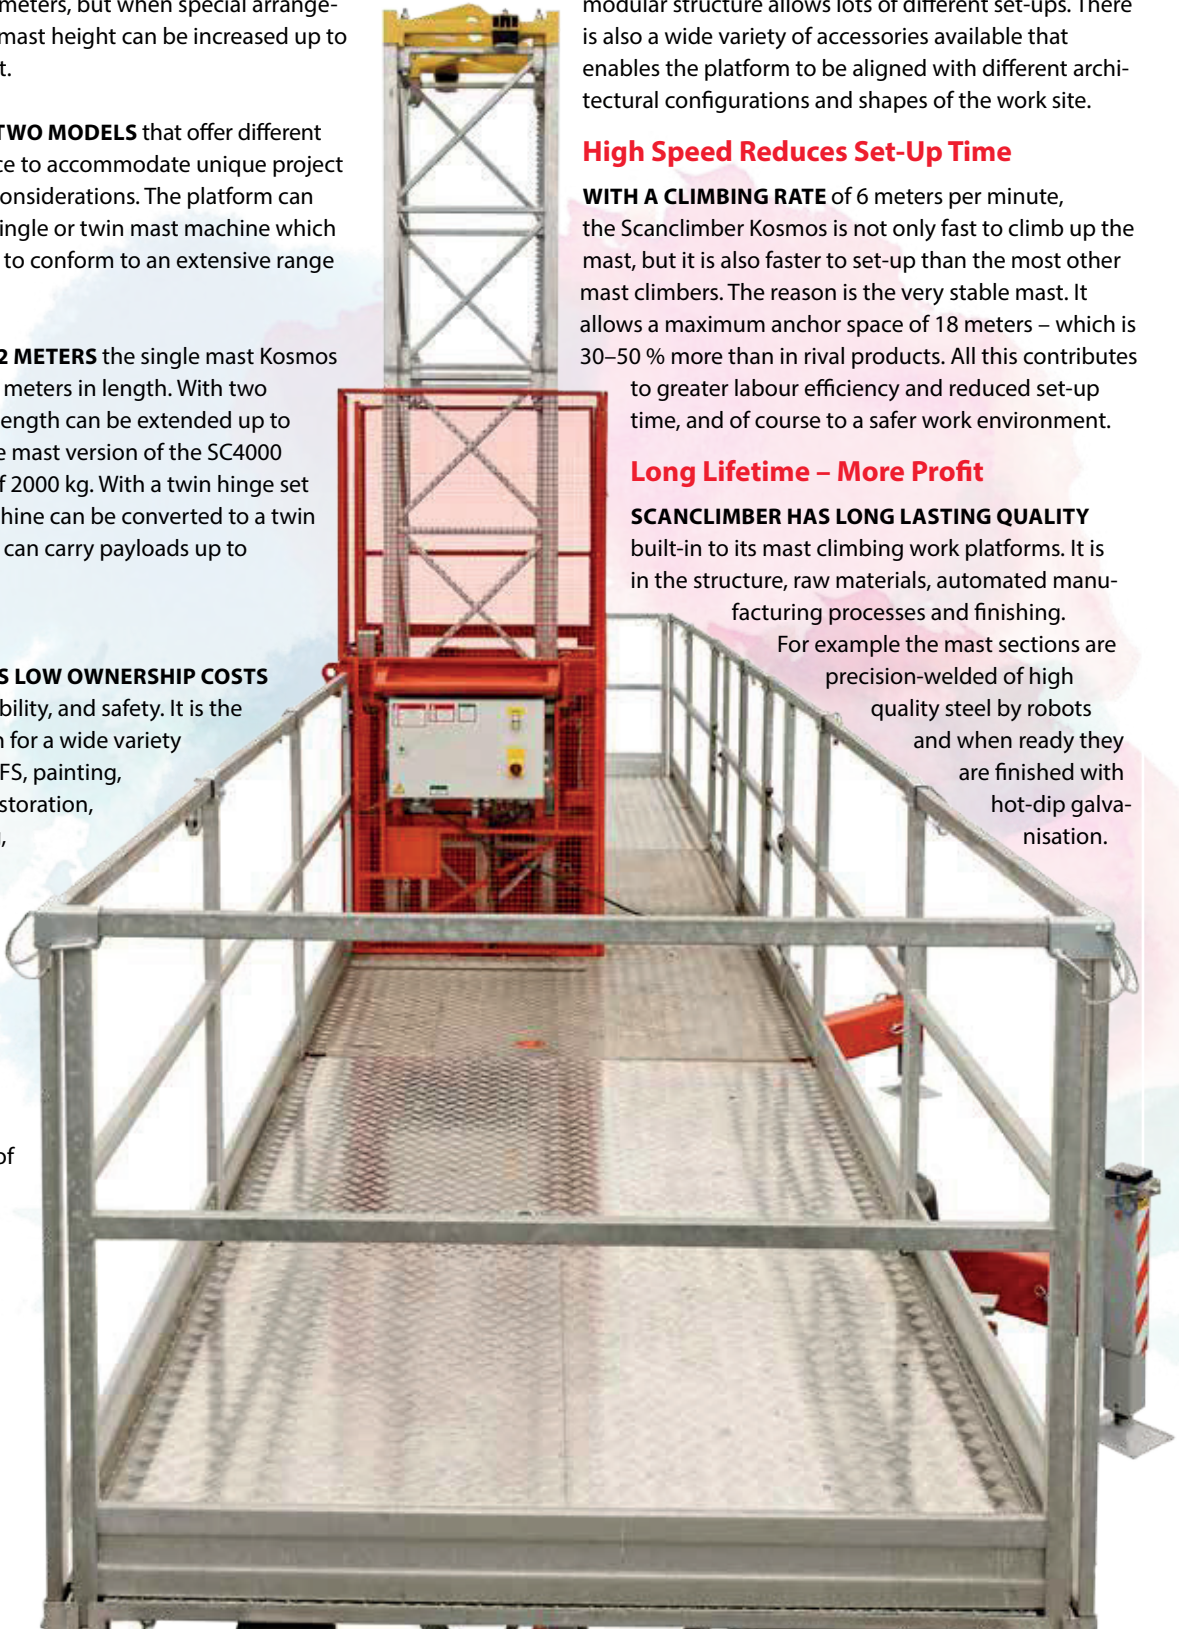 meters, but when special arrange-
mast height can be increased up to
t.
TWO MODELS that offer different
ce to accommodate unique project
onsiderations. The platform can
ingle or twin mast machine which
to conform to an extensive range
2 METERS the single mast Kosmos
meters in length. With two
ength can be extended up to
e mast version of the SC4000
f 2000 kg. With a twin hinge set
hine can be converted to a twin
can carry payloads up to
S LOW OWNERSHIP COSTS
bility, and safety. It is the
n for a wide variety
FS, painting,
storation,
,
of
modular structure allows lots of different set-ups. There
is also a wide variety of accessories available that
enables the platform to be aligned with different archi-
tectural configurations and shapes of the work site.
High Speed Reduces Set-Up Time
WITH A CLIMBING RATE of 6 meters per minute,
the Scanclimber Kosmos is not only fast to climb up the
mast, but it is also faster to set-up than the most other
mast climbers. The reason is the very stable mast. It
allows a maximum anchor space of 18 meters – which is
30–50 % more than in rival products. All this contributes
to greater labour efficiency and reduced set-up
time, and of course to a safer work environment.
Long Lifetime – More Profit
SCANCLIMBER HAS LONG LASTING QUALITY
built-in to its mast climbing work platforms. It is
in the structure, raw materials, automated manu-
facturing processes and finishing.
For example the mast sections are
precision-welded of high
quality steel by robots
and when ready they
are finished with
hot-dip galva-
nisation.